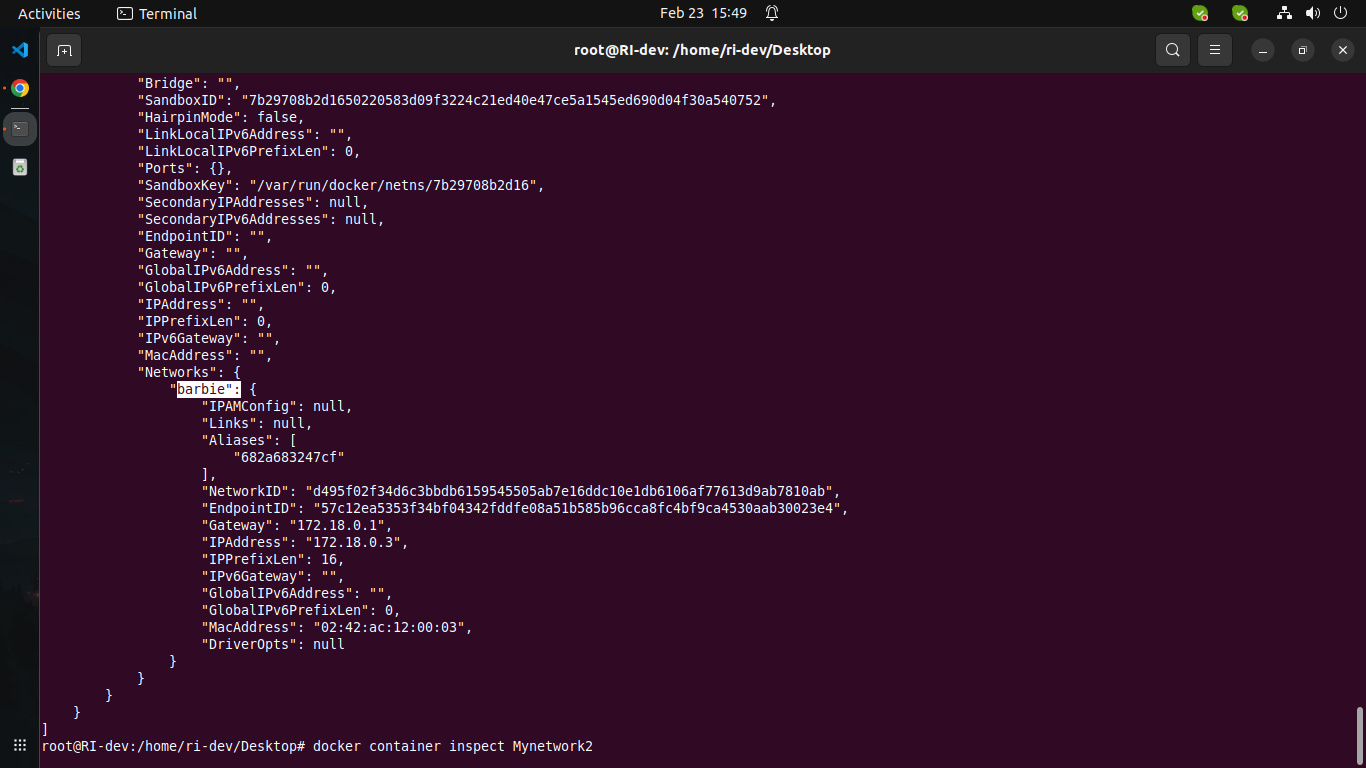 Activities
Terminal
Feb 23 15:49
root@RI-dev: /home/ri-dev/Desktop
"Bridge": "",
"SandboxID": "7b29708b2d1650220583d09f3224c21ed40e47ce5a1545ed690d04f30a540752",
"HairpinMode": false,
"LinkLocalIPv6Address": "",
"LinkLocalIPv6PrefixLen": 0,
"Ports": {},
"SandboxKey": "/var/run/docker/netns/7b29708b2d16",
"SecondaryIPAddresses": null,
"SecondaryIPv6Addresses": null,
"EndpointID": "",
"Gateway": "",
"GlobalIPv6Address": "",
"GlobalIPv6PrefixLen": 0,
"IPAddress": "",
"IPPrefixLen": 0,
"IPv6Gateway": "",
"MacAddress": "",
"Networks": {
"barbie": {
"IPAMConfig": null,
"Links": null,
"Aliases": [
"682a683247cf"
],
"NetworkID": "d495f02f34d6c3bbdb6159545505ab7e16ddc10e1db6106af77613d9ab7810ab",
"EndpointID": "57c12ea5353f34bf04342fddfe08a51b585b96cca8fc4bf9ca4530aab30023e4",
"Gateway": "172.18.0.1",
"IPAddress": "172.18.0.3",
"IPPrefixLen": 16,
"IPv6Gateway": "",
"GlobalIPv6Address": "",
"GlobalIPv6PrefixLen": 0,
"MacAddress": "02:42:ac:12:00:03",
"DriverOpts": null
}
}
}
}
]
root@RI-dev:/home/ri-dev/Desktop# docker container inspect Mynetwork2